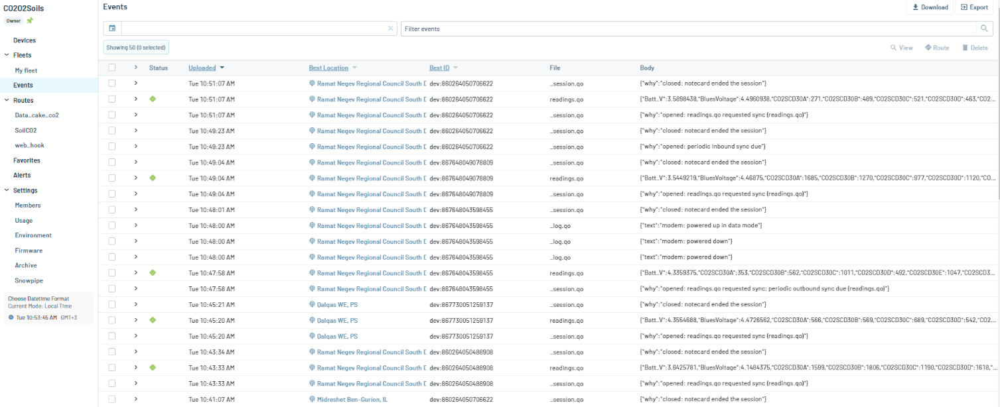 CO2O2Soils
Owner
Devices
Fleets
My fleet
Events
Routes
Data_cake_co2
SoilCO2
web_hook
Favorites
Alerts
Settings
Members
Usage
Environment
Firmware
Archive
Snowpipe
Choose Datetime Format
Current Mode: Local Time
Tue 10:53:45 AM GMT+3
Events
Download Export
Filter events
Showing 50 (0 selected)
View Route Delete
Status Uploaded Best Location Best ID File Body
Tue 10:51:07 AM Ramat Negev Regional Council South D dev:860264050706622 _session.qo {"why":"closed: notecard ended the session"}
Tue 10:51:07 AM Ramat Negev Regional Council South D dev:860264050706622 readings.qo {"Batt_V":3.5898438,"BluesVoltage":4.4960938,"CO2SCD30A":271,"CO2SCD30B":489,"CO2SCD30C":521,"CO2SCD30D":463,"CO2...
Tue 10:51:07 AM Ramat Negev Regional Council South D dev:860264050706622 _session.qo {"why":"opened: readings.qo requested sync (readings.qo)"}
Tue 10:49:23 AM Ramat Negev Regional Council South D dev:860264050706622 _session.qo {"why":"closed: notecard ended the session"}
Tue 10:49:23 AM Ramat Negev Regional Council South D dev:860264050706622 _session.qo {"why":"opened: periodic inbound sync due"}
Tue 10:49:04 AM Ramat Negev Regional Council South D dev:867648049078809 _session.qo {"why":"closed: notecard ended the session"}
Tue 10:49:04 AM Ramat Negev Regional Council South D dev:867648049078809 readings.qo {"Batt_V":3.5449219,"BluesVoltage":4.46875,"CO2SCD30A":1685,"CO2SCD30B":1270,"CO2SCD30C":977,"CO2SCD30D":1120,"CO...
Tue 10:49:04 AM Ramat Negev Regional Council South D dev:867648049078809 _session.qo {"why":"opened: readings.qo requested sync (readings.qo)"}
Tue 10:48:01 AM Ramat Negev Regional Council South D dev:867648043598455 _session.qo {"why":"closed: notecard ended the session"}
Tue 10:48:00 AM Ramat Negev Regional Council South D dev:867648043598455 _log.qo {"text":"modem: powered up in data mode"}
Tue 10:48:00 AM Ramat Negev Regional Council South D dev:867648043598455 _log.qo {"text":"modem: powered down"}
Tue 10:48:00 AM Ramat Negev Regional Council South D dev:867648043598455 _log.qo {"text":"modem: powered down"}
Tue 10:47:58 AM Ramat Negev Regional Council South D dev:867648043598455 readings.qo {"Batt_V":4.3359375,"CO2SCD30A":353,"CO2SCD30B":562,"CO2SCD30C":1011,"CO2SCD30D":492,"CO2SCD30E":1047,"CO2SCD3...
Tue 10:47:58 AM Ramat Negev Regional Council South D dev:867648043598455 _session.qo {"why":"opened: readings.qo requested sync; periodic outbound sync due (readings.qo)"}
Tue 10:45:21 AM Qalqas WE, PS dev:867730051259137 _session.qo {"why":"closed: notecard ended the session"}
Tue 10:45:20 AM Qalqas WE, PS dev:867730051259137 readings.qo {"Batt_V":4.3554688,"BluesVoltage":4.4726562,"CO2SCD30A":566,"CO2SCD30B":569,"CO2SCD30C":689,"CO2SCD30D":542,"CO2...
Tue 10:45:20 AM Qalqas WE, PS dev:867730051259137 _session.qo {"why":"opened: readings.qo requested sync (readings.qo)"}
Tue 10:43:34 AM Ramat Negev Regional Council South D dev:860264050488908 _session.qo {"why":"closed: notecard ended the session"}
Tue 10:43:33 AM Ramat Negev Regional Council South D dev:860264050488908 readings.qo {"Batt_V":3.6425781,"BluesVoltage":4.1484375,"CO2SCD30A":1599,"CO2SCD30B":1806,"CO2SCD30C":1190,"CO2SCD30D":1618,"...
Tue 10:43:33 AM Ramat Negev Regional Council South D dev:860264050488908 _session.qo {"why":"opened: readings.qo requested sync (readings.qo)"}
Tue 10:41:07 AM Midreshet Ben-Gurion, IL dev:860264050706622 _session.qo {"why":"closed: notecard ended the session"}